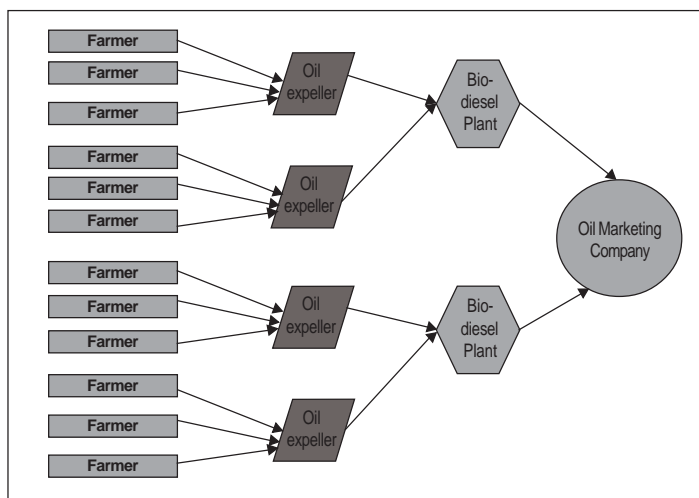 Farmer
Farmer
Farmer
Oil
expeller
Farmer
Farmer
Farmer
Oil
expeller
Bio-
diesel
Plant
Farmer
Farmer
Farmer
Oil
expeller
Farmer
Farmer
Farmer
Oil
expeller
Bio-
diesel
Plant
Oil Marketing
Company